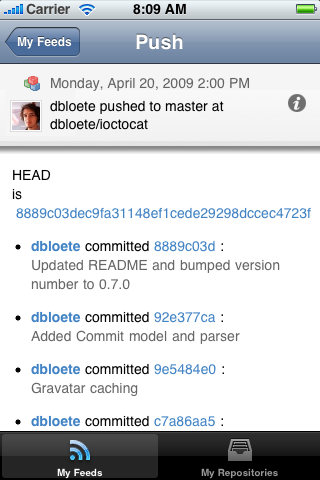 Carrier 8:09 AM
My Feeds Push
Monday, April 20, 2009 2:00 PM
dbloete pushed to master at
dbloete/ioctocat
HEAD
is
8889c03dec9fa31148ef1cede29298dccec4723f
• dbloete committed 8889c03d :
Updated README and bumped version
number to 0.7.0
• dbloete committed 92e377ca :
Added Commit model and parser
• dbloete committed 9e5484e0 :
Gravatar caching
• dbloete committed c7a86aa5 :
My Feeds My Repositories